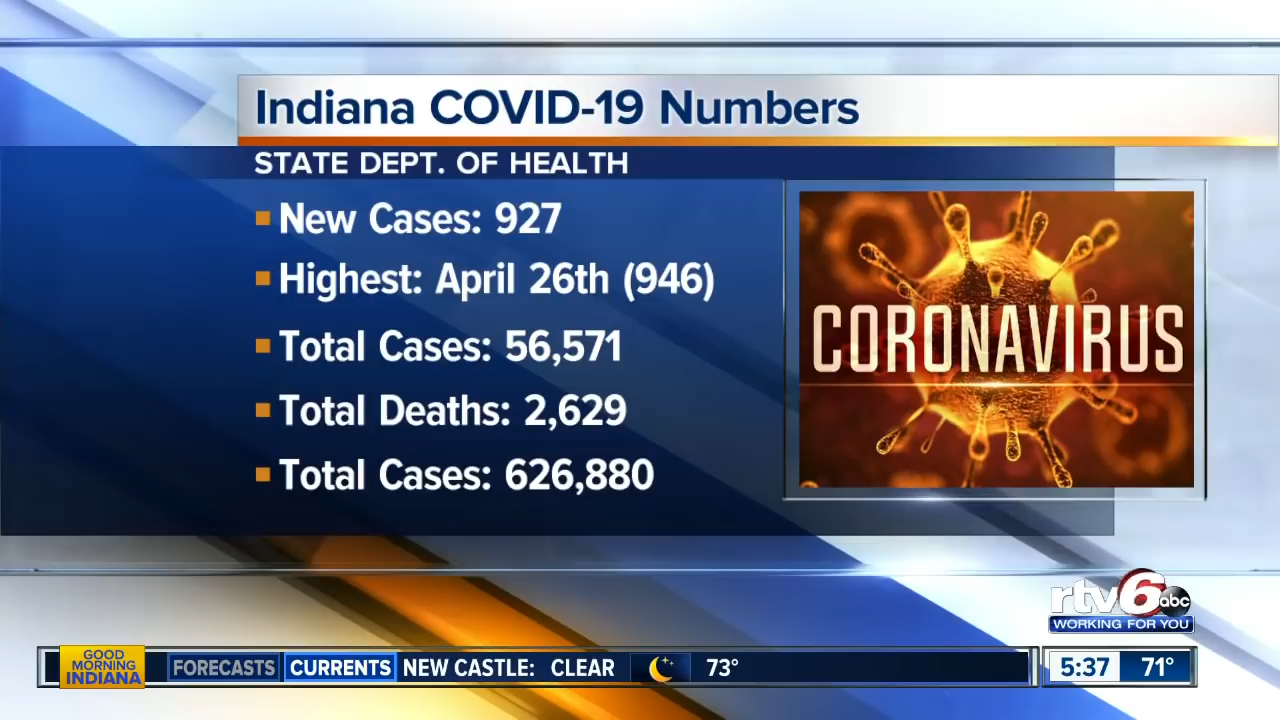 Indiana COVID-19 Numbers
STATE DEPT. OF HEALTH
New Cases: 927
Highest: April 26th (946)
Total Cases: 56,571
Total Deaths: 2,629
Total Cases: 626,880
CORONAVIRUS
rtv6 abc
WORKING FOR YOU
GOOD
MORNING
INDIANA
FORECASTS CURRENTS NEW CASTLE: CLEAR 73°
5:37 71°